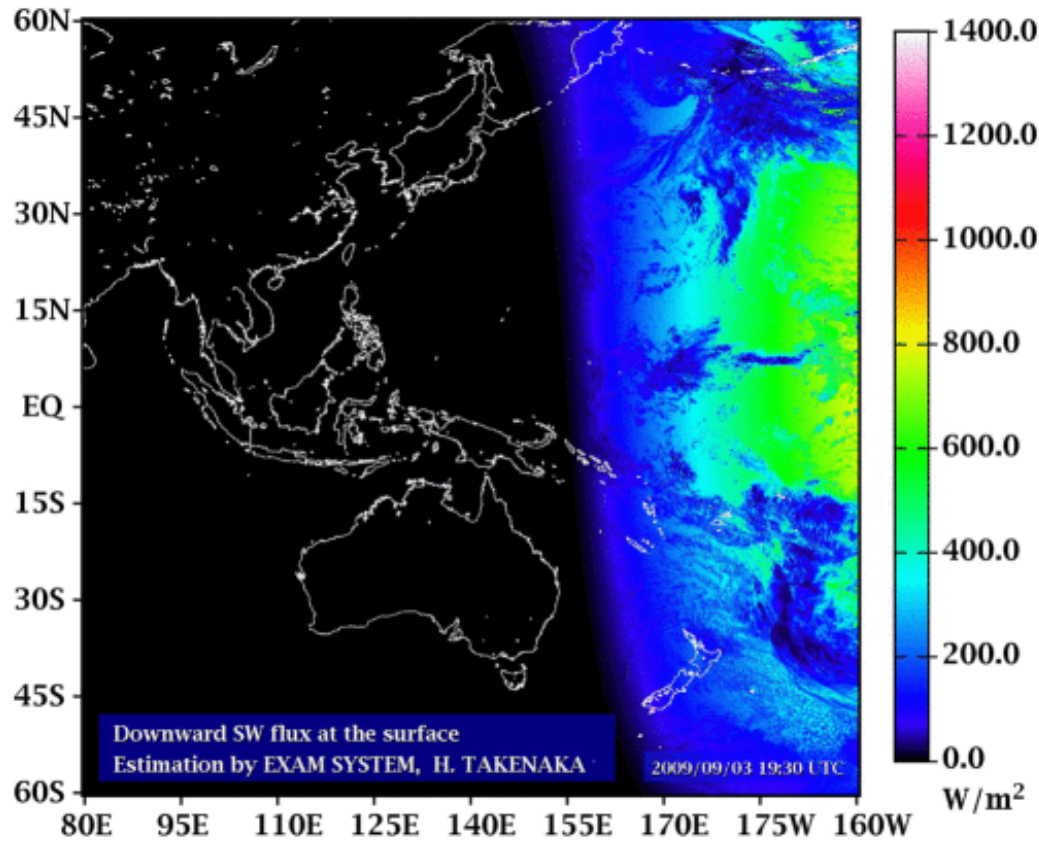 60N
45N
30N
15N
EQ
15S
30S
45S
60S
80E 95E 110E 125E 140E 155E 170E 175W 160W
1400.0
1200.0
1000.0
800.0
600.0
400.0
200.0
0.0
W/m²
Downward SW flux at the surface
Estimation by EXAM SYSTEM, H. TAKENAKA
2009/09/03 19:30 UTC